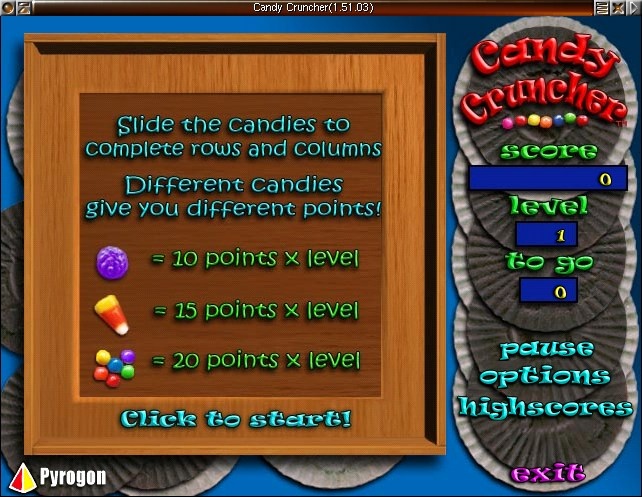 Candy Cruncher(1.51.03)
Slide the candies to
complete rows and columns
Different candies
give you different points!
= 10 points x level
= 15 points x level
= 20 points x level
Click to start!
Pyrogon
Candy
Cruncher™
score
0
level
1
to go
0
pause
options
highscores
exit